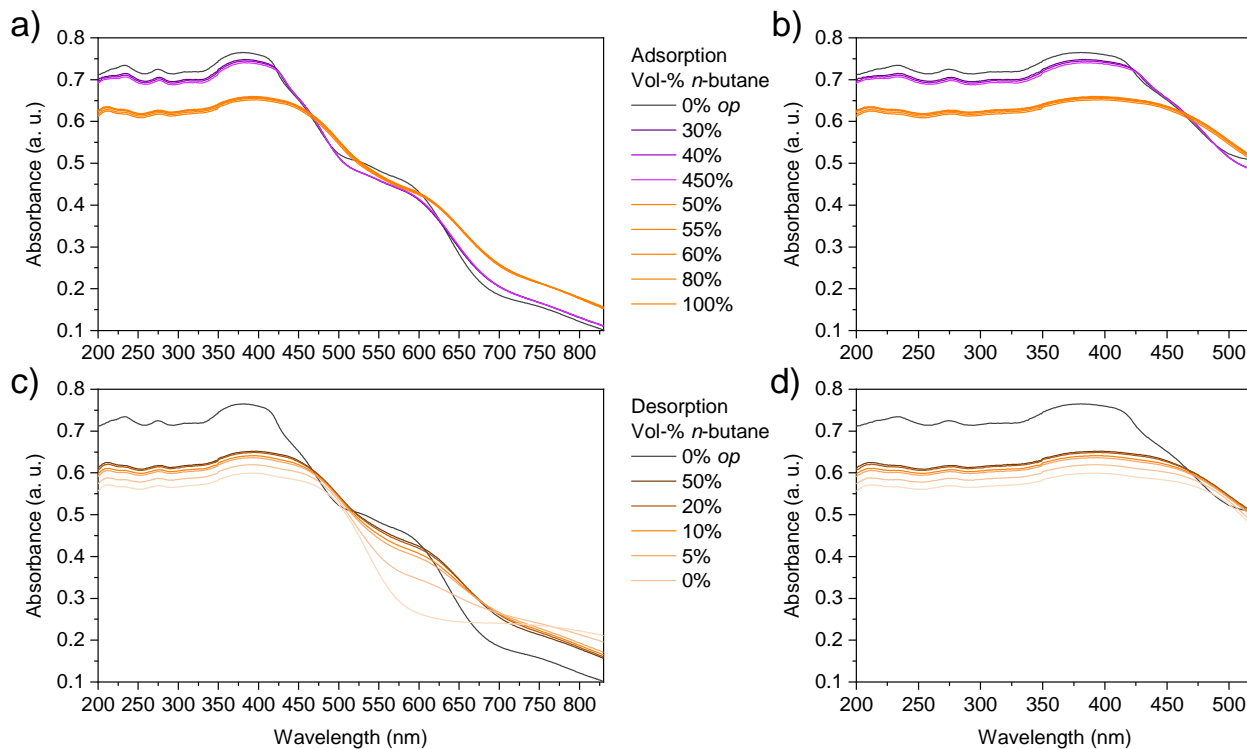 a)
0.8
0.7
0.6
0.5
0.4
0.3
0.2
0.1
Absorbance (a. u.)
200 250 300 350 400 450 500 550 600 650 700 750 800
Adsorption
Vol-% n-butane
0% op
30%
40%
450%
50%
55%
60%
80%
100%
b)
0.8
0.7
0.6
0.5
0.4
0.3
0.2
0.1
Absorbance (a. u.)
200 250 300 350 400 450 500
c)
0.8
0.7
0.6
0.5
0.4
0.3
0.2
0.1
Absorbance (a. u.)
200 250 300 350 400 450 500 550 600 650 700 750 800
Wavelength (nm)
Desorption
Vol-% n-butane
0% op
50%
20%
10%
5%
0%
d)
0.8
0.7
0.6
0.5
0.4
0.3
0.2
0.1
Absorbance (a. u.)
200 250 300 350 400 450 500
Wavelength (nm)